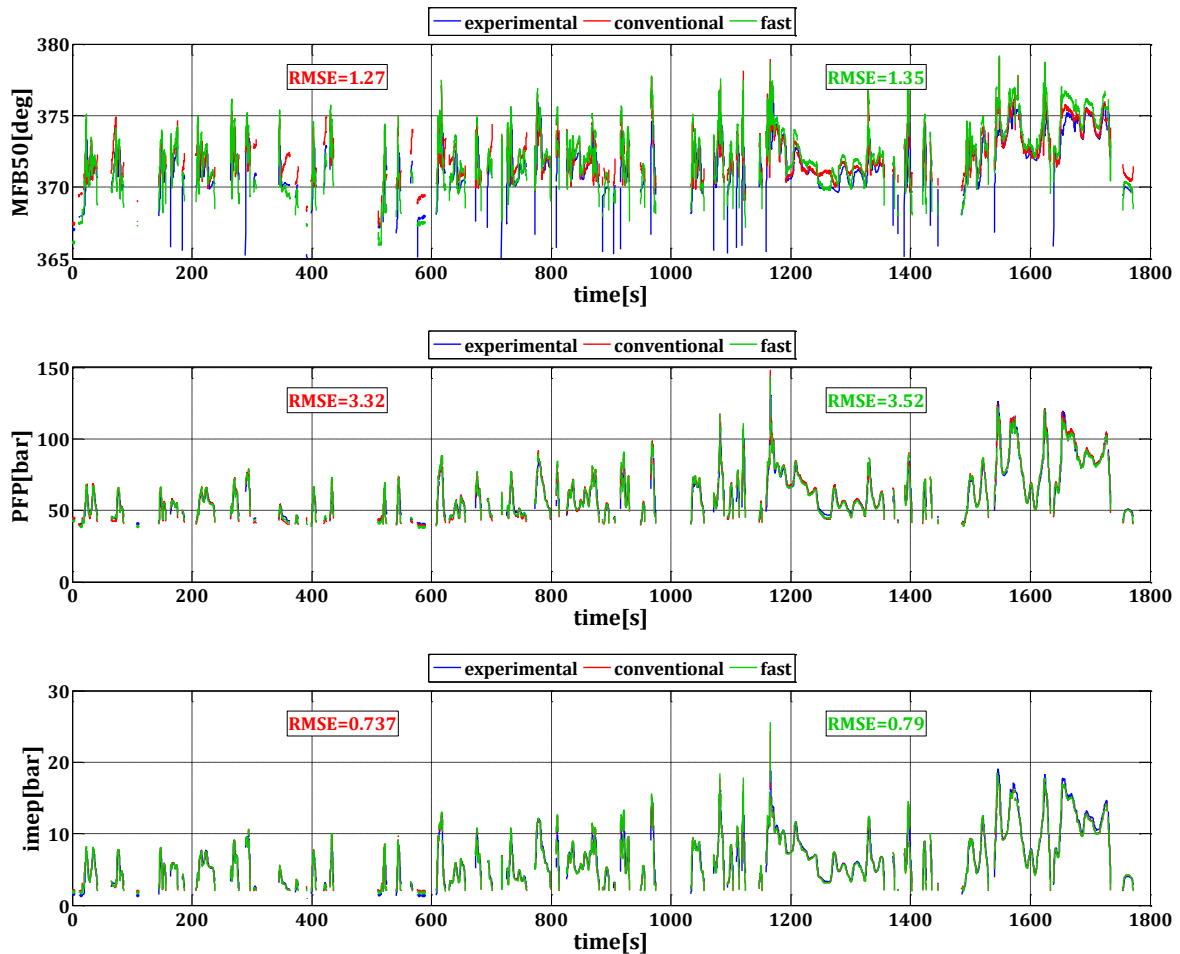 experimental conventional fast
380
375
370
365
MFB50[deg]
RMSE=1.27
RMSE=1.35
0 200 400 600 800 1000 1200 1400 1600 1800
time[s]
experimental conventional fast
150
100
50
0
PFP[bar]
RMSE=3.32
RMSE=3.52
0 200 400 600 800 1000 1200 1400 1600 1800
time[s]
experimental conventional fast
30
20
10
0
imep[bar]
RMSE=0.737
RMSE=0.79
0 200 400 600 800 1000 1200 1400 1600 1800
time[s]